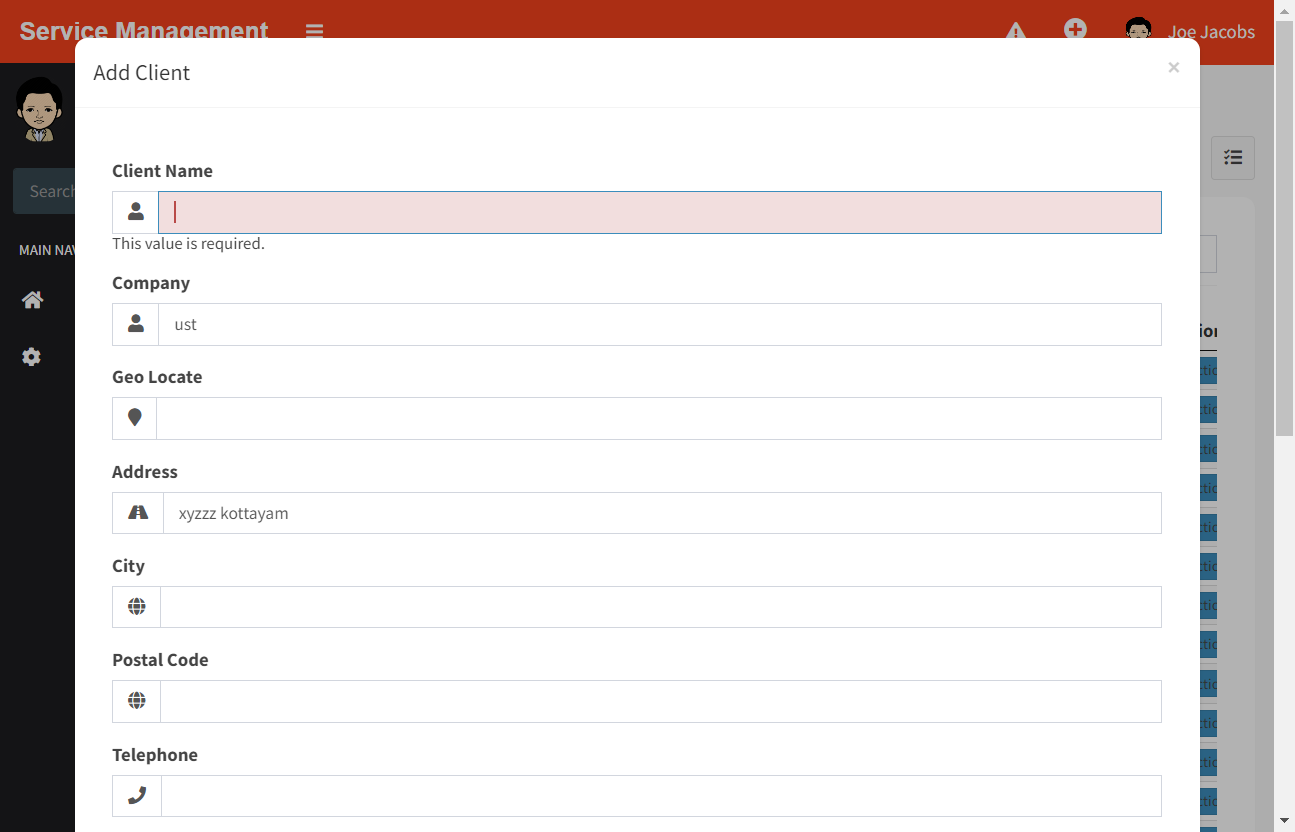 Service Management
Joe Jacobs
Add Client
×
Search
MAIN NAV
Client Name
This value is required.
Company
ust
Geo Locate
Address
xyzzz kottayam
City
Postal Code
Telephone